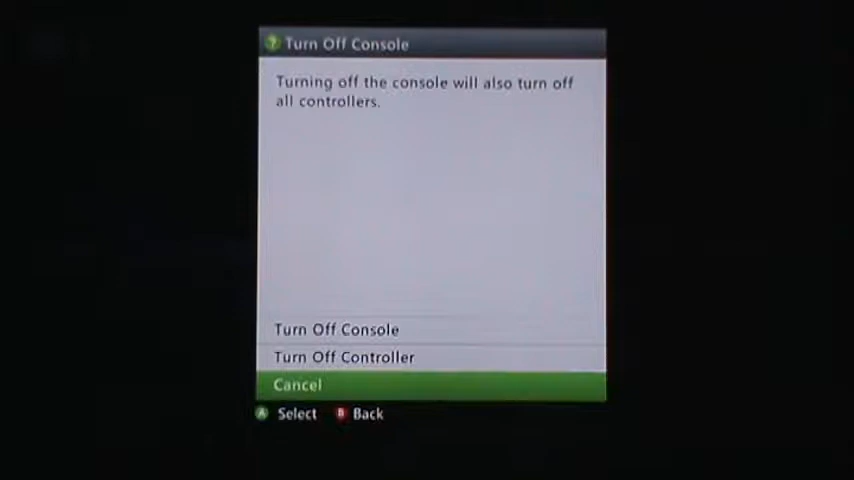 ? Turn Off Console
Turning off the console will also turn off
all controllers.
Turn Off Console
Turn Off Controller
Cancel
A Select B Back